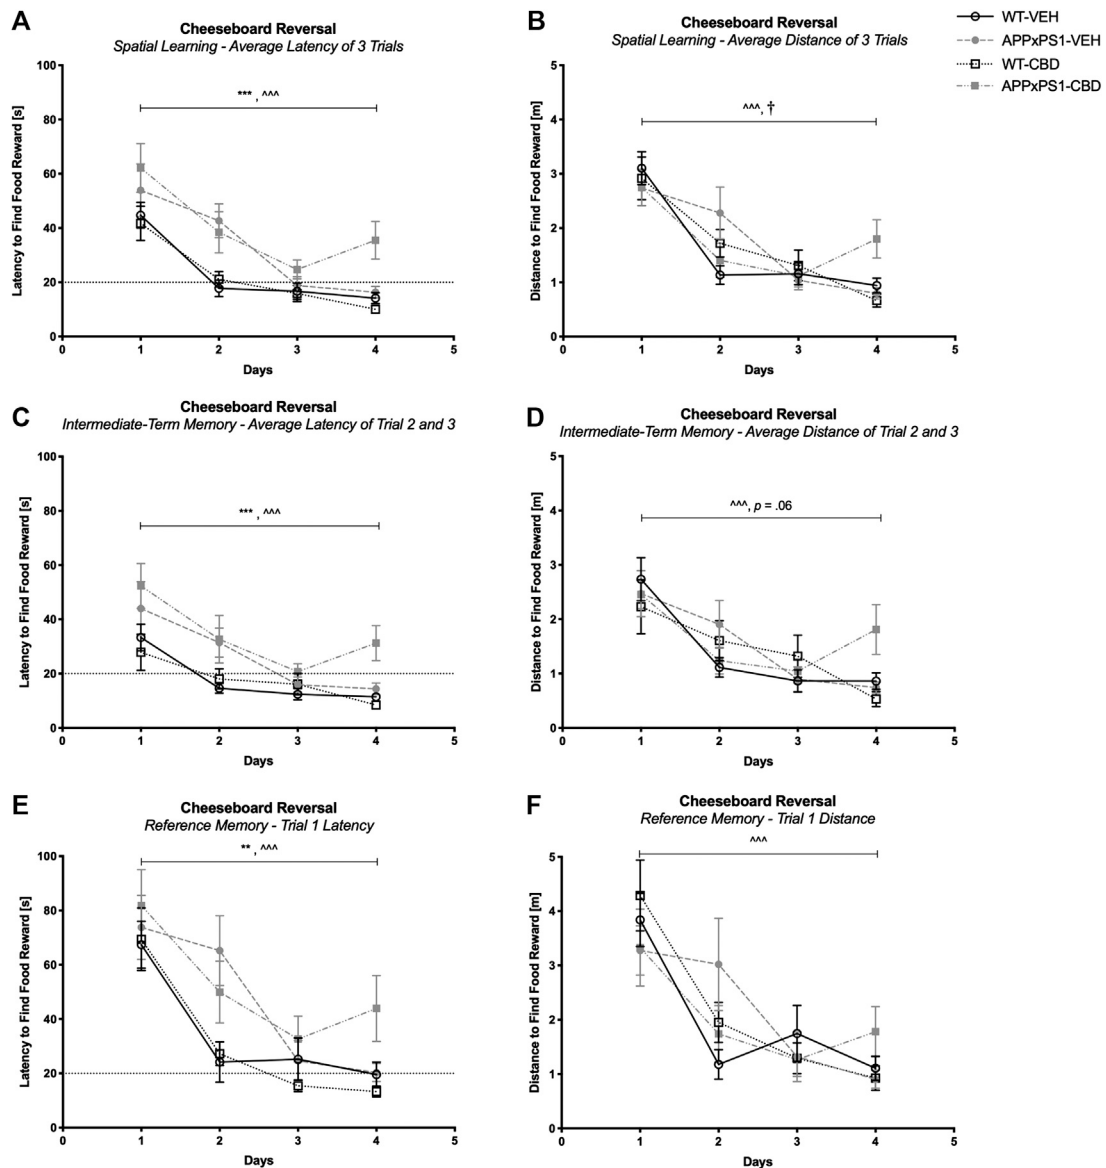 A
Cheeseboard Reversal
Spatial Learning - Average Latency of 3 Trials
Latency to Find Food Reward [s]
100
80
60
40
20
0
*** , ^^^
0
1
2
3
4
5
Days
B
Cheeseboard Reversal
Spatial Learning - Average Distance of 3 Trials
Distance to Find Food Reward [m]
5
4
3
2
1
0
^^^, †
0
1
2
3
4
5
Days
WT-VEH
APPxPS1-VEH
WT-CBD
APPxPS1-CBD
C
Cheeseboard Reversal
Intermediate-Term Memory - Average Latency of Trial 2 and 3
Latency to Find Food Reward [s]
100
80
60
40
20
0
*** , ^^^
0
1
2
3
4
5
Days
D
Cheeseboard Reversal
Intermediate-Term Memory - Average Distance of Trial 2 and 3
Distance to Find Food Reward [m]
5
4
3
2
1
0
^^^, p = .06
0
1
2
3
4
5
Days
E
Cheeseboard Reversal
Reference Memory - Trial 1 Latency
Latency to Find Food Reward [s]
100
80
60
40
20
0
** , ^^^
0
1
2
3
4
5
Days
F
Cheeseboard Reversal
Reference Memory - Trial 1 Distance
Distance to Find Food Reward [m]
5
4
3
2
1
0
^^^
0
1
2
3
4
5
Days